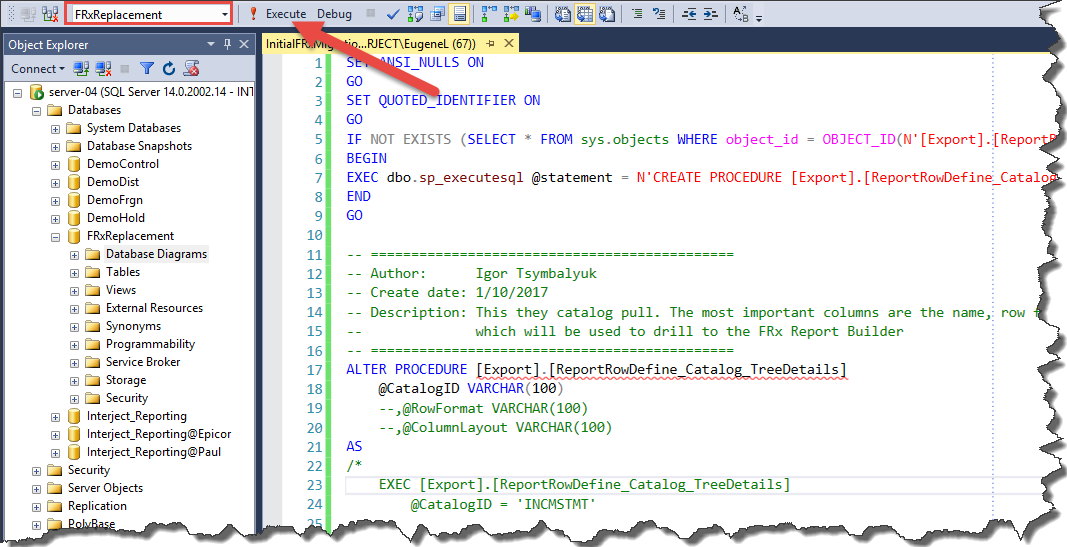 FRxReplacement
Execute
Debug
Object Explorer
Connect
server-04 (SQL Server 14.0.2002.14 - INT
Databases
System Databases
Database Snapshots
DemoControl
DemoDist
DemoFrgn
DemoHold
FRxReplacement
Database Diagrams
Tables
Views
External Resources
Synonyms
Programmability
Service Broker
Storage
Security
Interject_Reporting
Interject_Reporting@Epicor
Interject_Reporting@Paul
Security
Server Objects
Replication
PolyBase
...RJECT\EugeneL (67))
1 SET ANSI_NULLS ON
2 GO
3 SET QUOTED_IDENTIFIER ON
4 GO
5 IF NOT EXISTS (SELECT * FROM sys.objects WHERE object_id = OBJECT_ID(N'[Export].[ReportR
6 BEGIN
7 EXEC dbo.sp_executesql @statement = N'CREATE PROCEDURE [Export].[ReportRowDefine_Catalog
8 END
9 GO
10
11 -- =============================================
12 -- Author: Igor Tsymbalyuk
13 -- Create date: 1/10/2017
14 -- Description: This they catalog pull. The most important columns are the name, row
15 -- which will be used to drill to the FRx Report Builder
16 -- =============================================
17 ALTER PROCEDURE [Export].[ReportRowDefine_Catalog_TreeDetails]
18 @CatalogID VARCHAR(100)
19 --,@RowFormat VARCHAR(100)
20 --,@ColumnLayout VARCHAR(100)
21 AS
22 /*
23 EXEC [Export].[ReportRowDefine_Catalog_TreeDetails]
24 @CatalogID = 'INCMSTMT'
25